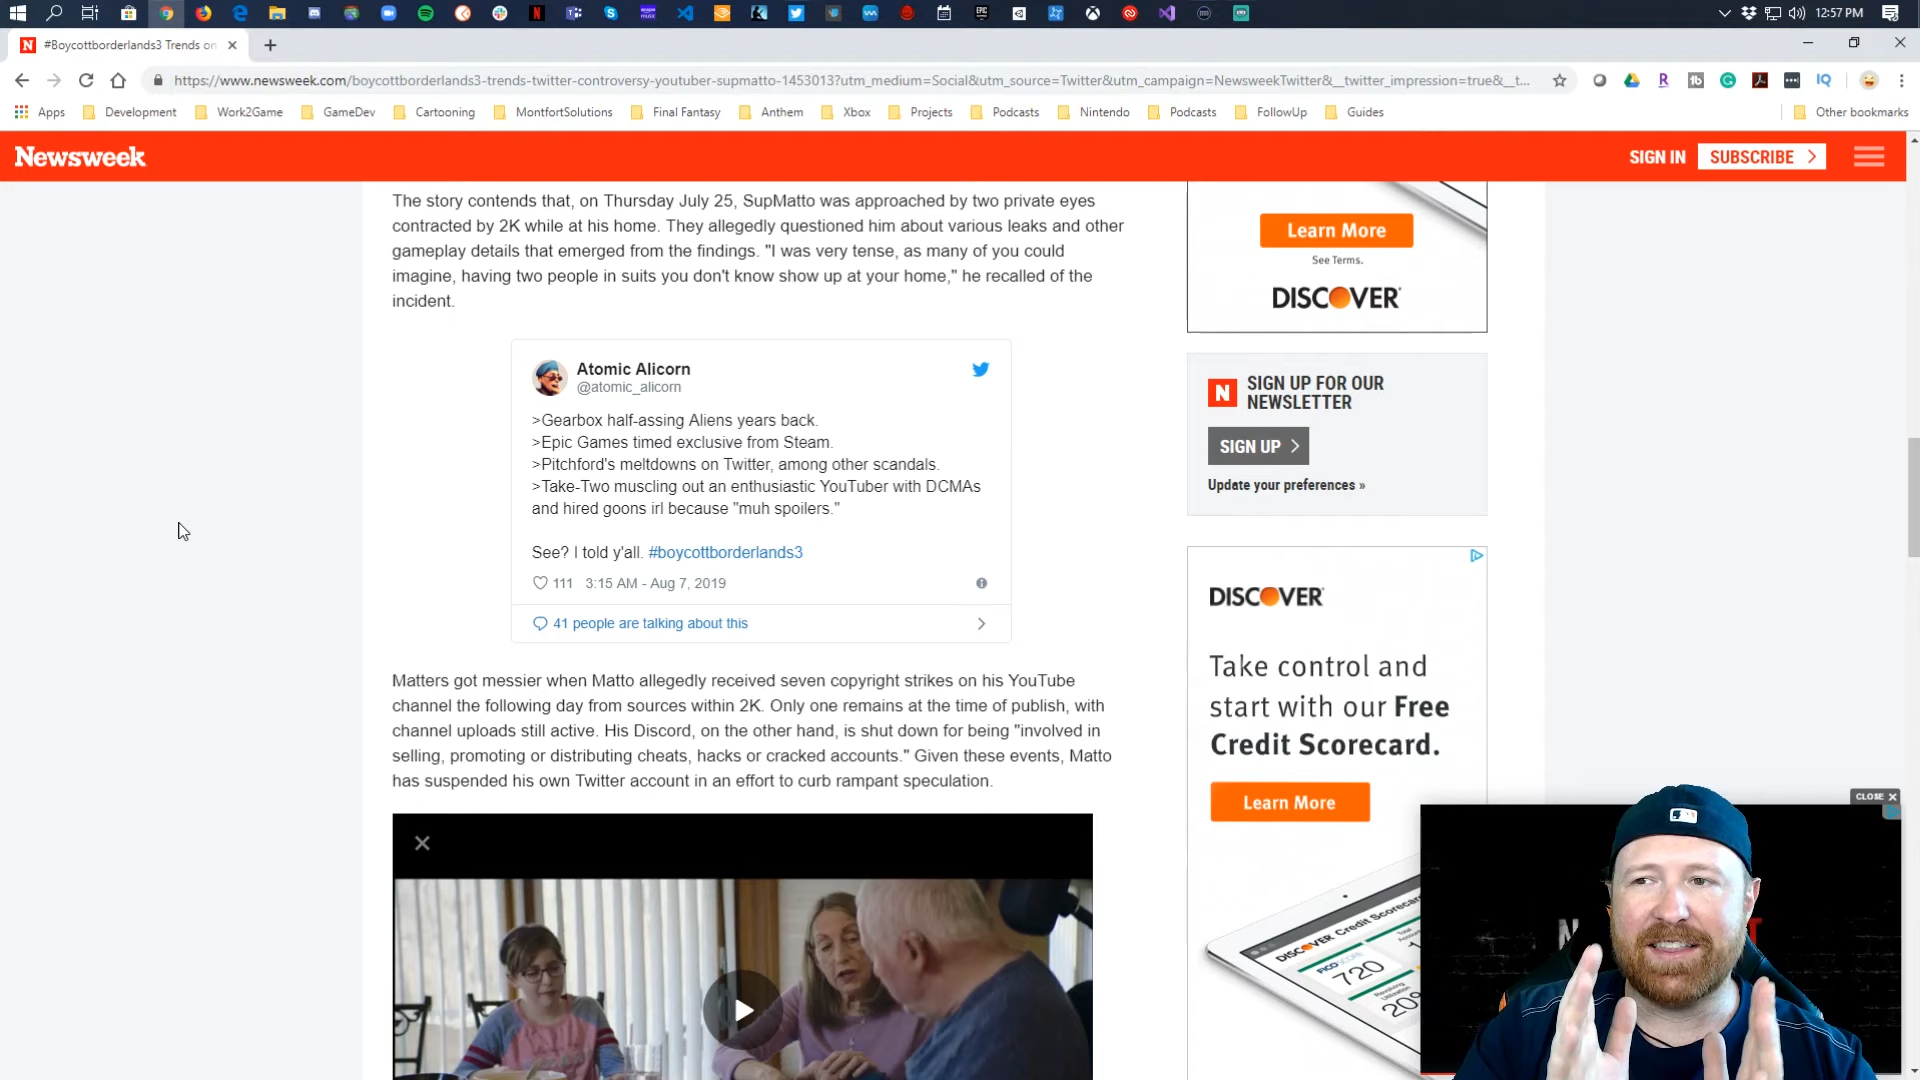 12:57 PM
#Boycottborderlands3 Trends on
https://www.newsweek.com/boycottborderlands3-trends-twitter-controversy-youtuber-supmatto-1453013?utm_medium=Social&utm_source=Twitter&utm_campaign=NewsweekTwitter&__twitter_impression=true&__t...
Apps Development Work2Game GameDev Cartooning MontfortSolutions Final Fantasy Anthem Xbox Projects Podcasts Nintendo Podcasts FollowUp Guides Other bookmarks
Newsweek
SIGN IN
SUBSCRIBE
The story contends that, on Thursday July 25, SupMatto was approached by two private eyes
contracted by 2K while at his home. They allegedly questioned him about various leaks and other
gameplay details that emerged from the findings. "I was very tense, as many of you could
imagine, having two people in suits you don't know show up at your home," he recalled of the
incident.
Atomic Alicorn
@atomic_alicorn
>Gearbox half-assing Aliens years back.
>Epic Games timed exclusive from Steam.
>Pitchford's meltdowns on Twitter, among other scandals.
>Take-Two muscling out an enthusiastic YouTuber with DCMAs
and hired goons irl because "muh spoilers."
See? I told y'all. #boycottborderlands3
111 3:15 AM - Aug 7, 2019
41 people are talking about this
Matters got messier when Matto allegedly received seven copyright strikes on his YouTube
channel the following day from sources within 2K. Only one remains at the time of publish, with
channel uploads still active. His Discord, on the other hand, is shut down for being "involved in
selling, promoting or distributing cheats, hacks or cracked accounts." Given these events, Matto
has suspended his own Twitter account in an effort to curb rampant speculation.
Learn More
See Terms.
DISCOVER
N
SIGN UP FOR OUR
NEWSLETTER
SIGN UP
Update your preferences »
DISCOVER
Take control and
start with our Free
Credit Scorecard.
Learn More
DISCOVER Credit Scorecard
FICO SCORE
720
CLOSE X